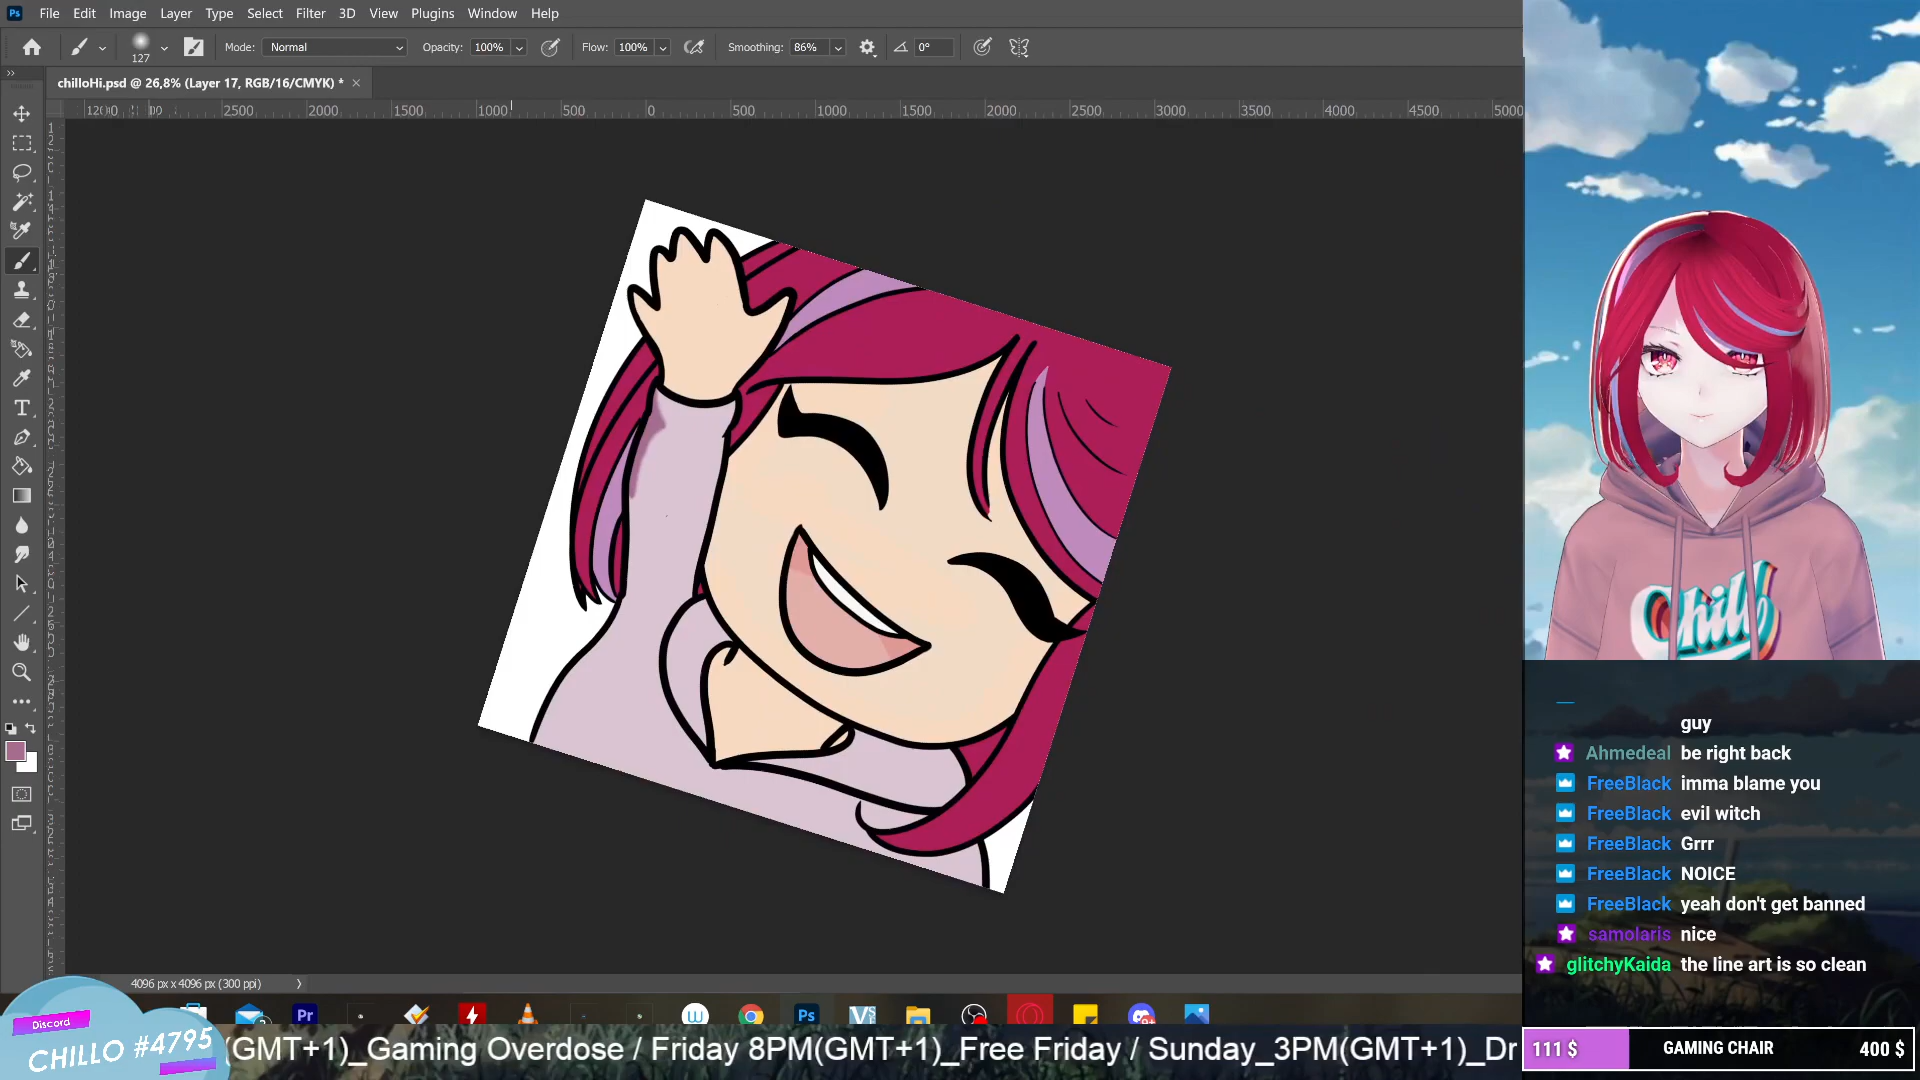 Ps File Edit Image Layer Type Select Filter 3D View Plugins Window Help
127 Mode: Normal Opacity: 100% Flow: 100% Smoothing: 86% 0°
chilloHi.psd @ 26,8% (Layer 17, RGB/16/CMYK) *
2500 2000 1500 1000 500 0 500 1000 1500 2000 2500 3000 3500 4000 4500 5000
Chill
guy
Ahmedeal be right back
FreeBlack imma blame you
FreeBlack evil witch
FreeBlack Grrr
FreeBlack NOICE
FreeBlack yeah don't get banned
samolaris nice
glitchyKaida the line art is so clean
4096 px x 4096 px (300 ppi)
Pr W Ps
Discord
CHILLO #4795
(GMT+1)_Gaming Overdose / Friday 8PM(GMT+1)_Free Friday / Sunday_3PM(GMT+1)_Dr
111 $ GAMING CHAIR 400 $